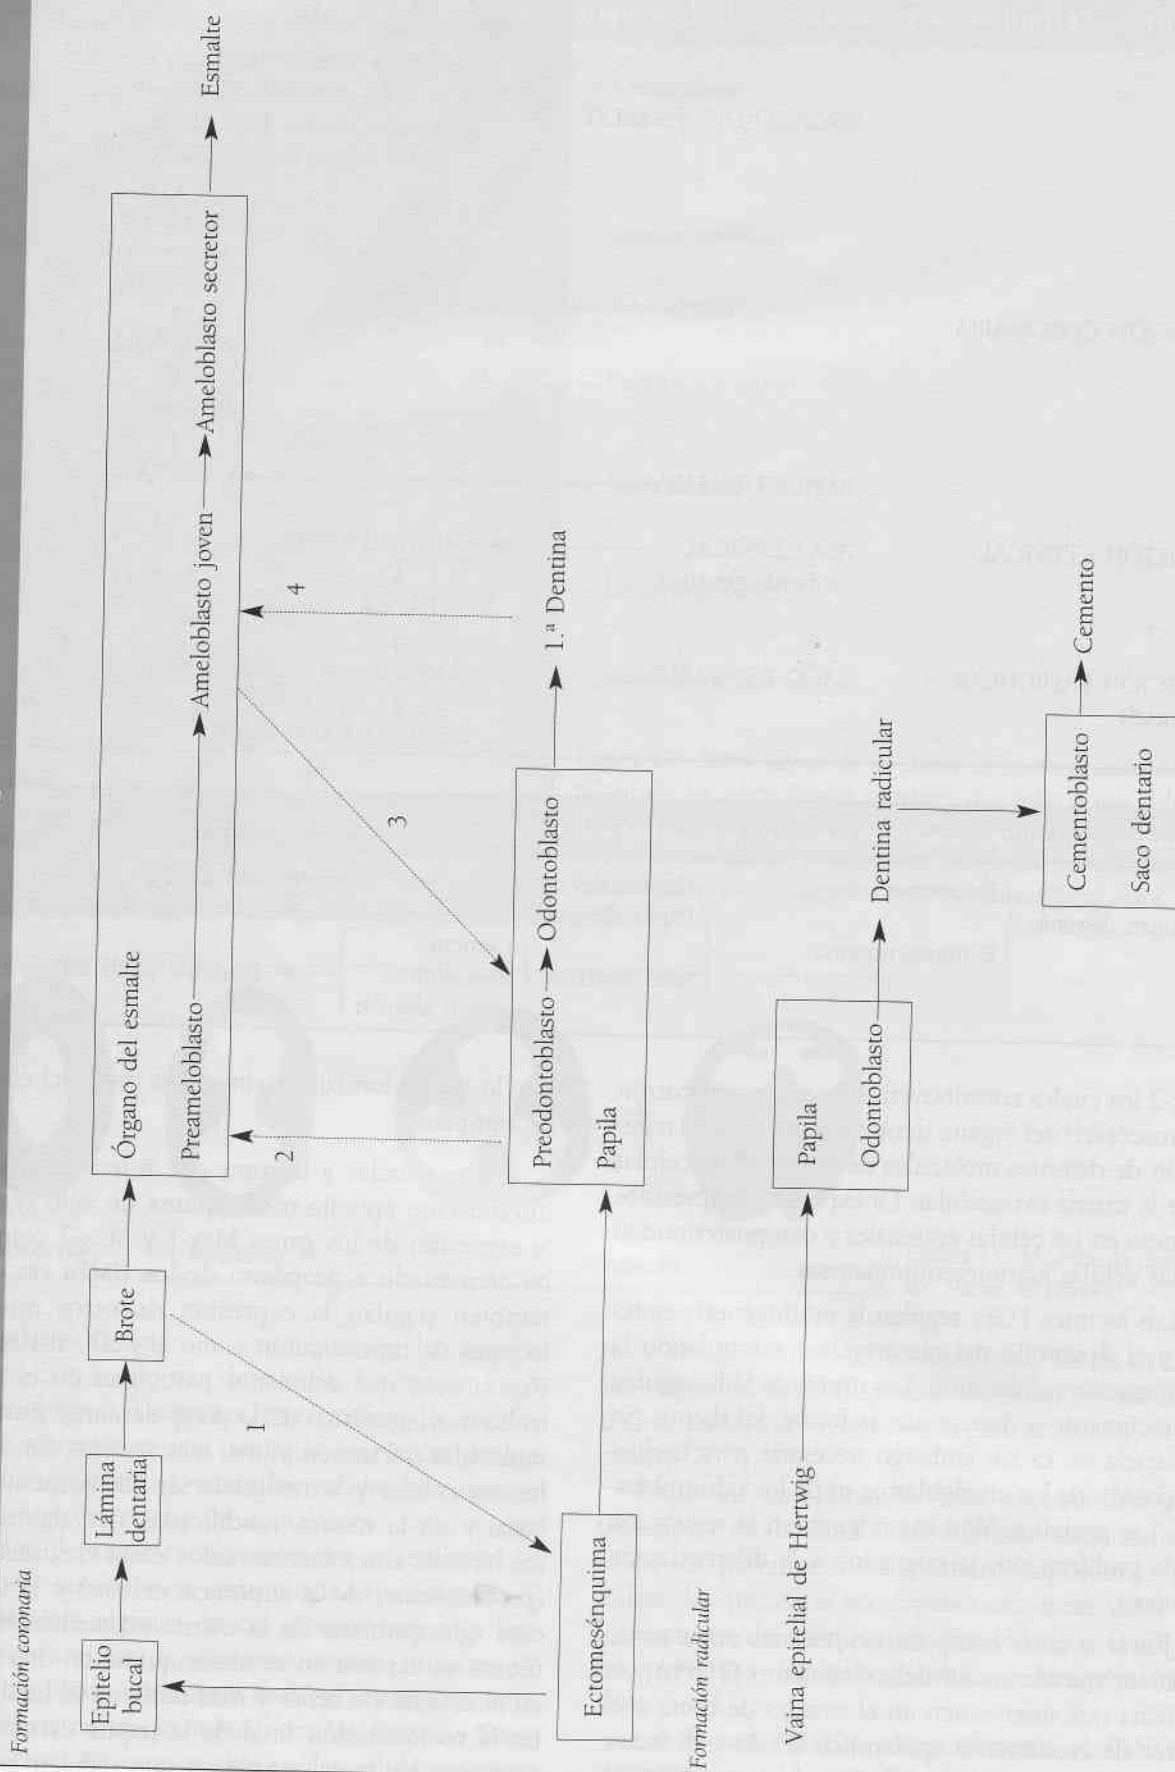 Formación coronaria
Epitelio
bucal
Lámina
dentaria
Brote
Órgano del esmalte
Preameloblasto
Ameloblasto joven
Ameloblasto secretor
Esmalte
1
2
3
4
Ectomesénquima
Preodontoblasto
Odontoblasto
1.ª Dentina
Papila
Formación radicular
Vaina epitelial de Hertwig
Papila
Odontoblasto
Dentina radicular
Cementoblasto
Cemento
Saco dentario